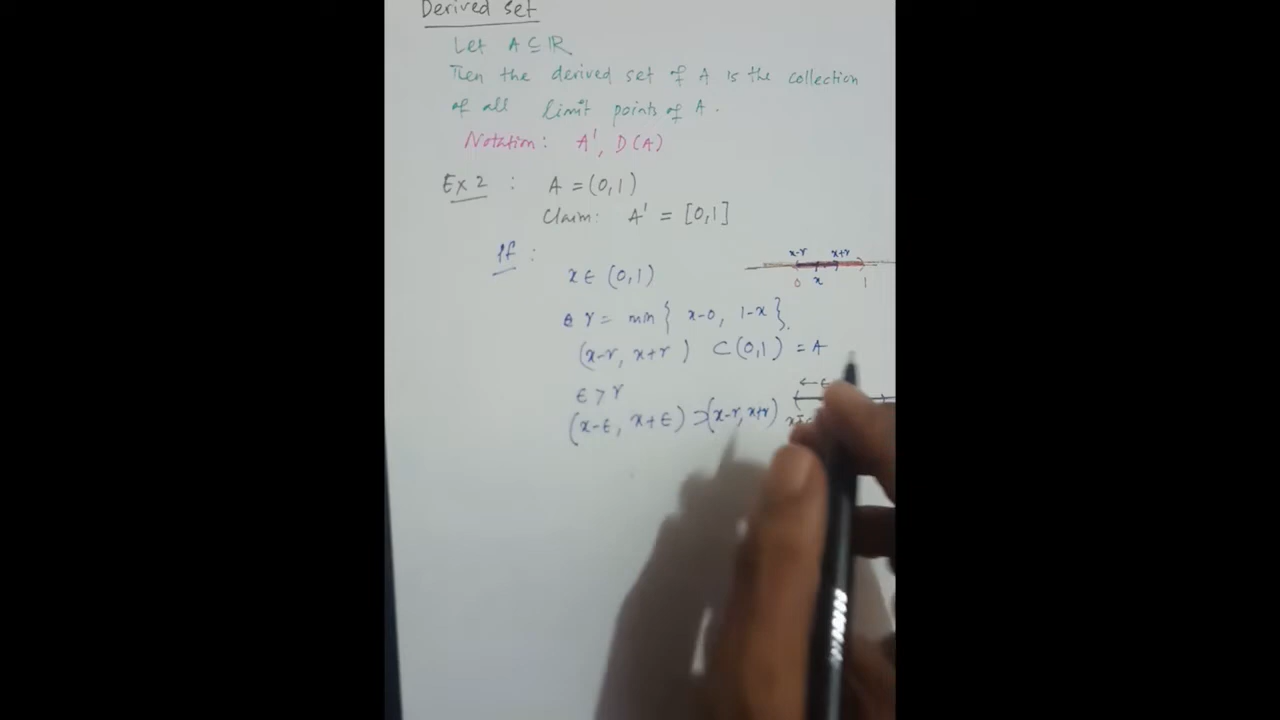 Derived set
Let A ⊆ ℝ
Then the derived set of A is the collection
of all limit points of A.
Notation: A', D(A)
Ex 2 : A = (0,1)
Claim: A' = [0,1]
If :
x-r x+r
0 x 1
x ∈ (0,1)
r = min { x-0, 1-x }.
(x-r, x+r) ⊂ (0,1) = A
ϵ > r
← ϵ
(x-ϵ, x+ϵ) ⊃ (x-r, x+r)